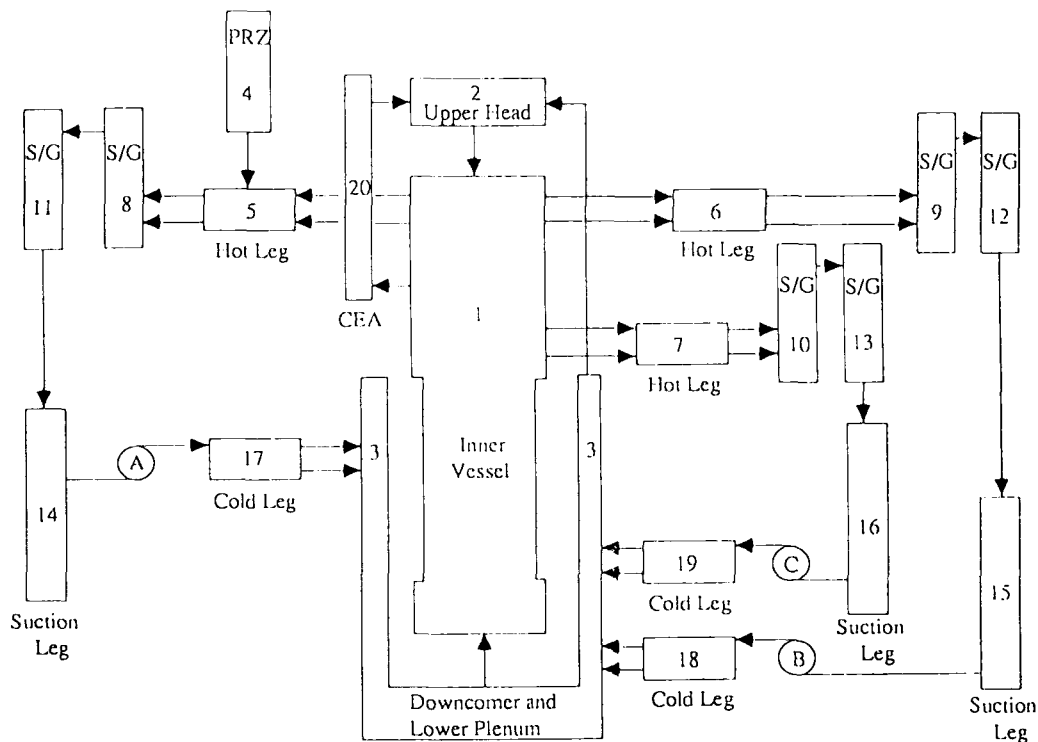 PRZ
4
2
Upper Head
S/G
11
S/G
8
5
Hot Leg
20
CEA
1
6
Hot Leg
S/G
9
S/G
12
7
Hot Leg
S/G
10
S/G
13
14
Suction
Leg
A
17
Cold Leg
3
Inner
Vessel
3
19
Cold Leg
C
16
Suction
Leg
18
Cold Leg
B
15
Suction
Leg
Downcomer and
Lower Plenum